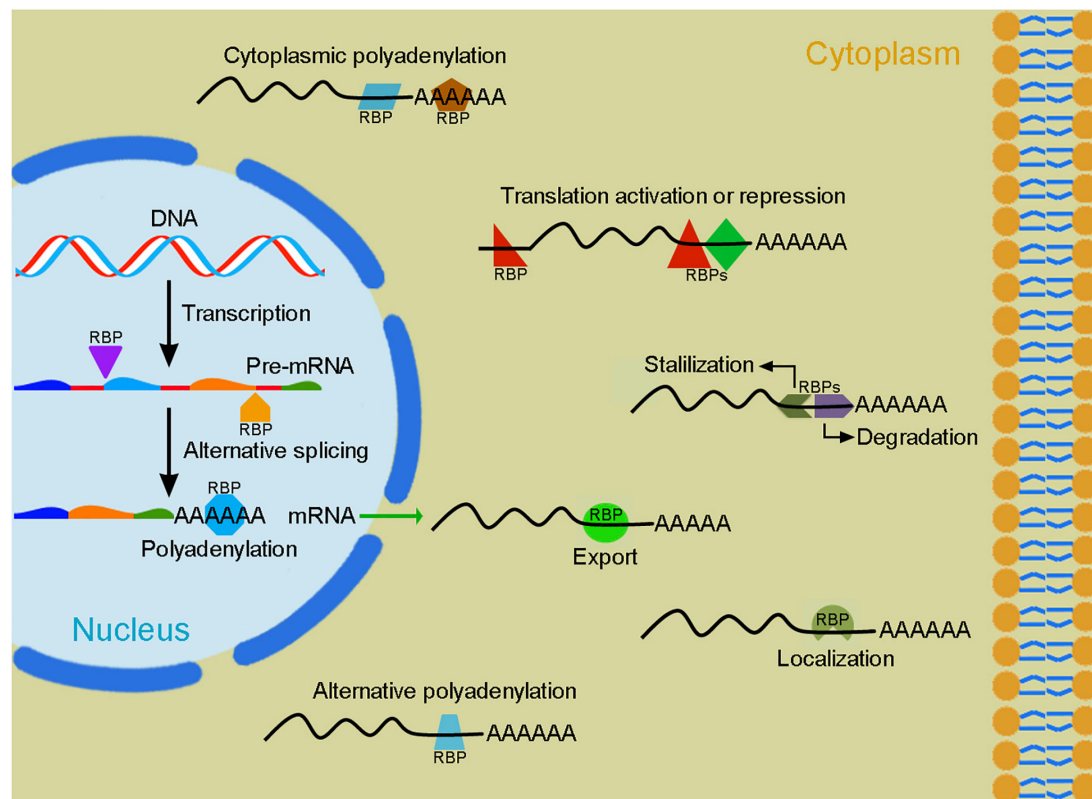 Cytoplasmic polyadenylation
AAAAAA
RBP
RBP
Cytoplasm
Translation activation or repression
AAAAAA
RBP
RBPs
DNA
Transcription
RBP
Pre-mRNA
RBP
Alternative splicing
Stalilization
RBPs
AAAAAA
Degradation
RBP
AAAAAA
mRNA
Polyadenylation
RBP
AAAAA
Export
Nucleus
RBP
AAAAAA
Localization
Alternative polyadenylation
AAAAAA
RBP